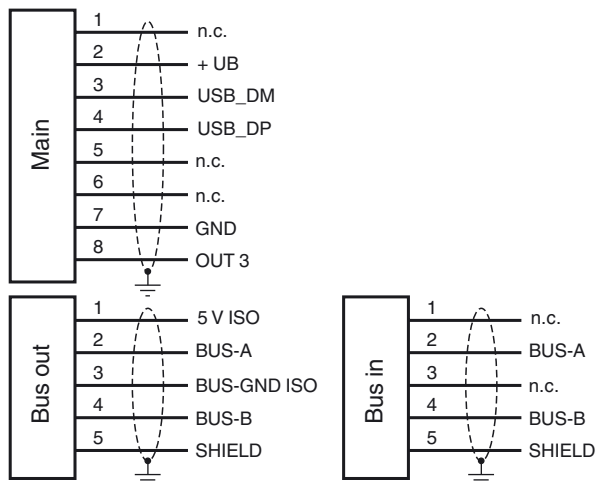 Main
1 n.c.
2 + UB
3 USB_DM
4 USB_DP
5 n.c.
6 n.c.
7 GND
8 OUT 3
Bus out
1 5 V ISO
2 BUS-A
3 BUS-GND ISO
4 BUS-B
5 SHIELD
Bus in
1 n.c.
2 BUS-A
3 n.c.
4 BUS-B
5 SHIELD